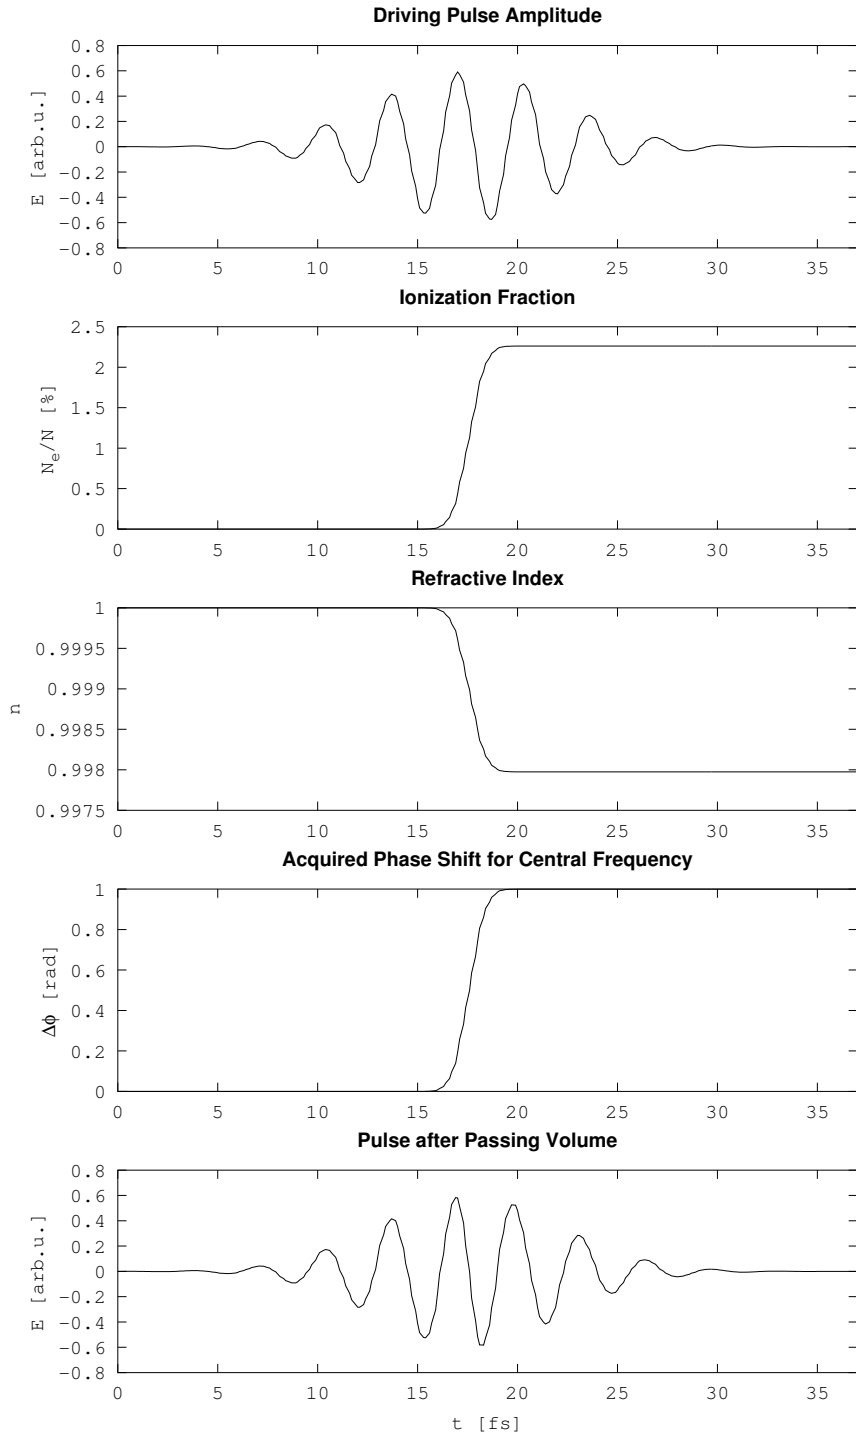 Driving Pulse Amplitude
0.8
0.6
0.4
0.2
0
-0.2
-0.4
-0.6
-0.8
E [arb.u.]
0 5 10 15 20 25 30 35
Ionization Fraction
2.5
2
1.5
1
0.5
0
N_e/N [%]
0 5 10 15 20 25 30 35
Refractive Index
1
0.9995
0.999
0.9985
0.998
0.9975
n
0 5 10 15 20 25 30 35
Acquired Phase Shift for Central Frequency
1
0.8
0.6
0.4
0.2
0
Δϕ [rad]
0 5 10 15 20 25 30 35
Pulse after Passing Volume
0.8
0.6
0.4
0.2
0
-0.2
-0.4
-0.6
-0.8
E [arb.u.]
0 5 10 15 20 25 30 35
t [fs]